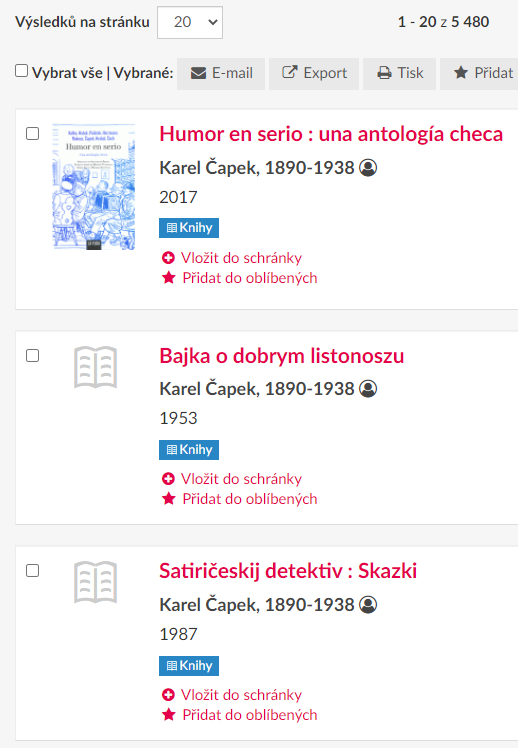 Výsledků na stránku 20 1 - 20 z 5 480
Vybrat vše | Vybrané: E-mail Export Tisk Přidat
Humor en serio
Humor en serio : una antología checa
Karel Čapek, 1890-1938
2017
Knihy
Vložit do schránky
Přidat do oblíbených
Bajka o dobrym listonoszu
Karel Čapek, 1890-1938
1953
Knihy
Vložit do schránky
Přidat do oblíbených
Satiričeskij detektiv : Skazki
Karel Čapek, 1890-1938
1987
Knihy
Vložit do schránky
Přidat do oblíbených